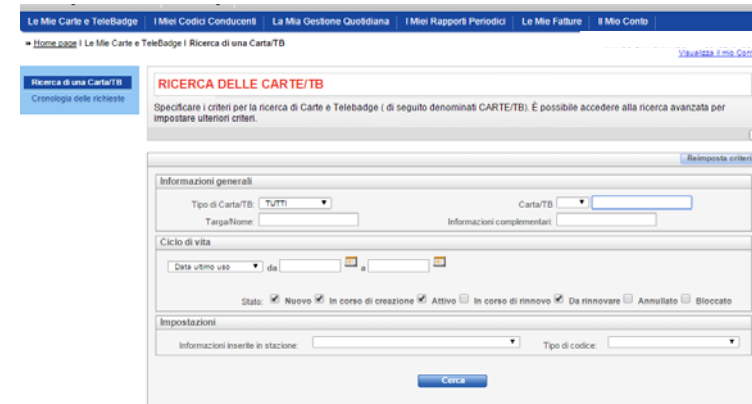 Le Mie Carte e TeleBadge I Miei Codici Conducenti La Mia Gestione Quotidiana I Miei Rapporti Periodici Le Mie Fatture Il Mio Conto
Home page I Le Mie Carte e TeleBadge I Ricerca di una Carta/TB
Visualizza il mio Con
Ricerca di una Carta/TB
Cronologia delle richieste
RICERCA DELLE CARTE/TB
Specificare i criteri per la ricerca di Carte e Telebadge ( di seguito denominati CARTE/TB). È possibile accedere alla ricerca avanzata per
impostare ulteriori criteri.
Reimposta criteri
Informazioni generali
Tipo di Carta/TB: TUTTI Carta/TB
Targa/Nome: Informazioni complementari:
Ciclo di vita
Data ultimo uso da a
Stato: Nuovo In corso di creazione Attivo In corso di rinnovo Da rinnovare Annullato Bloccato
Impostazioni
Informazioni inserite in stazione: Tipo di codice:
Cerca